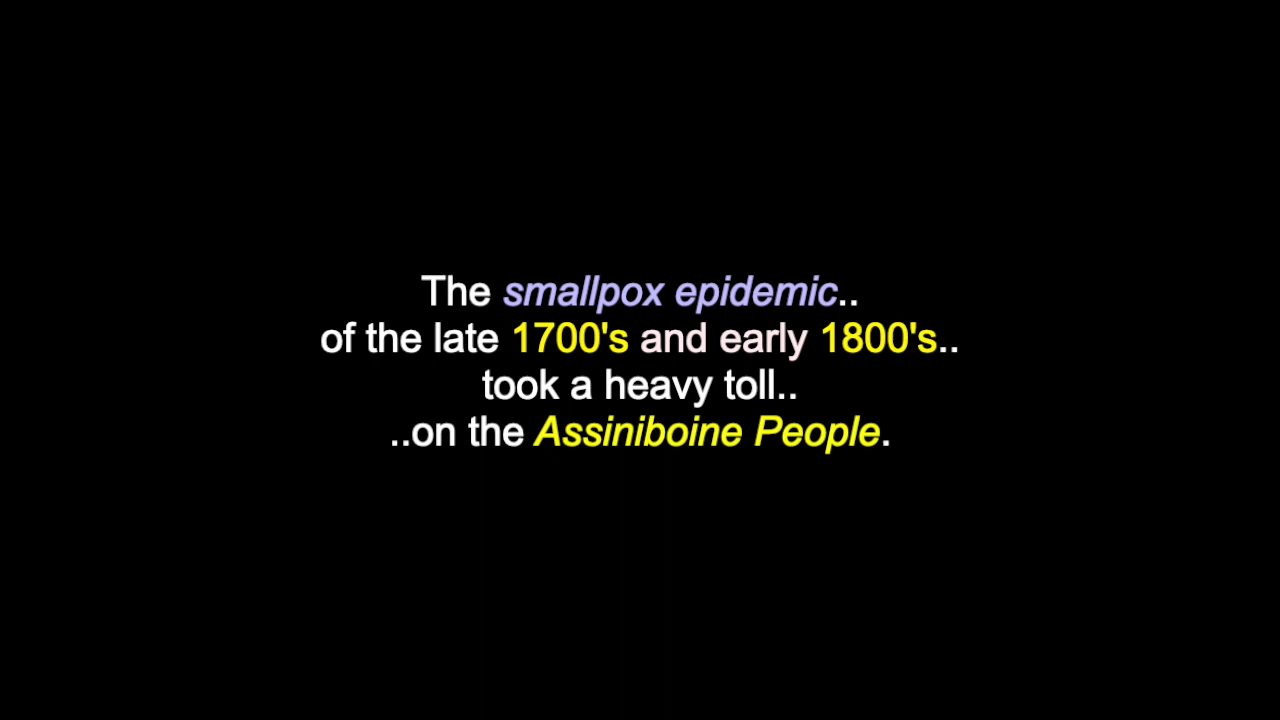 The smallpox epidemic..
of the late 1700's and early 1800's..
took a heavy toll..
..on the Assiniboine People.